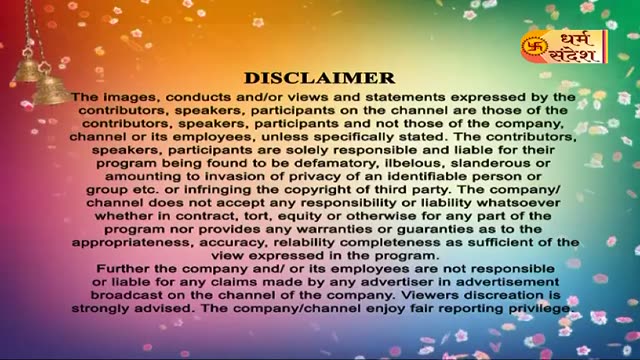 धर्म
संदेश
DISCLAIMER
The images, conducts and/or views and statements expressed by the
contributors, speakers, participants on the channel are those of the
contributors, speakers, participants and not those of the company,
channel or its employees, unless specifically stated. The contributors,
speakers, participants are solely responsible and liable for their
program being found to be defamatory, ilbelous, slanderous or
amounting to invasion of privacy of an identifiable person or
group etc. or infringing the copyright of third party. The company/
channel does not accept any responsibility or liability whatsoever
whether in contract, tort, equity or otherwise for any part of the
program nor provides any warranties or guaranties as to the
appropriateness, accuracy, relability completeness as sufficient of the
view expressed in the program.
Further the company and/ or its employees are not responsible
or liable for any claims made by any advertiser in advertisement
broadcast on the channel of the company. Viewers discreation is
strongly advised. The company/channel enjoy fair reporting privilege.